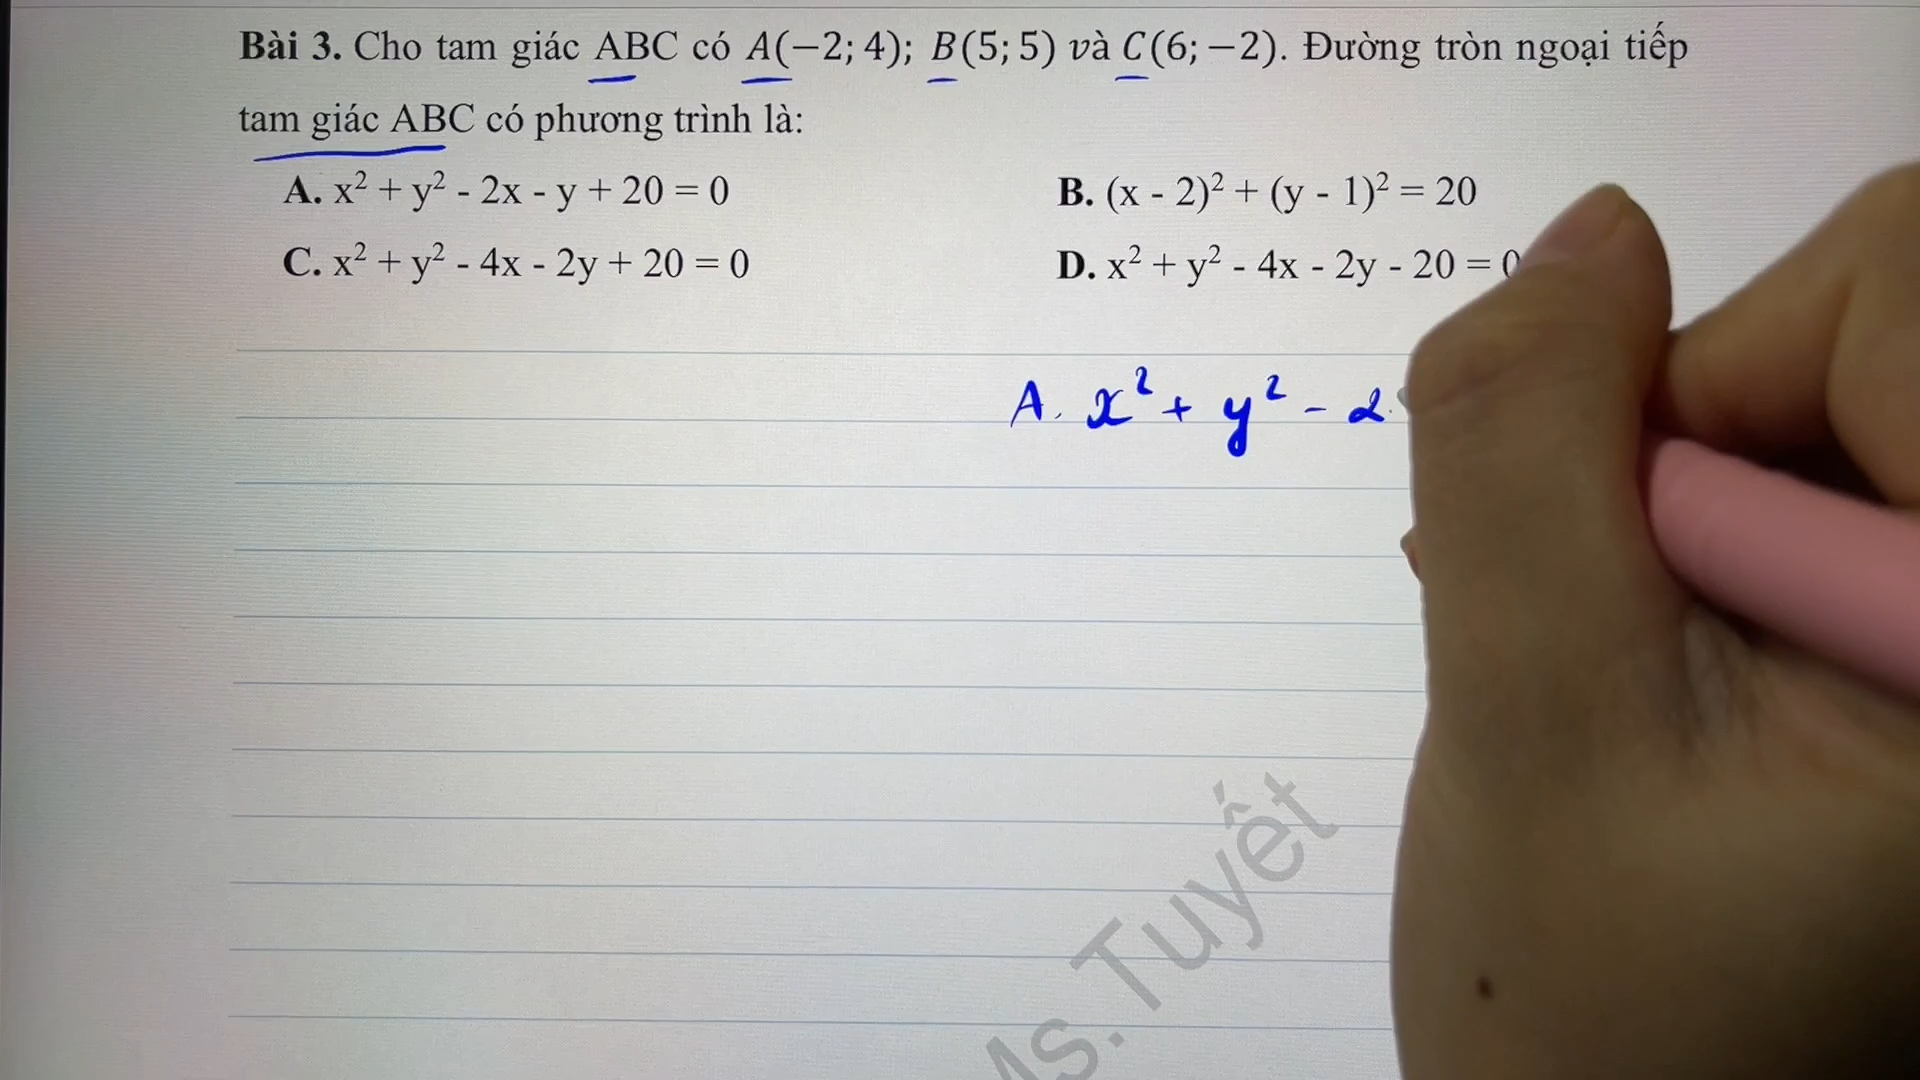 Bài 3. Cho tam giác ABC có A(−2; 4); B(5; 5) và C(6; −2). Đường tròn ngoại tiếp
tam giác ABC có phương trình là:
A. x² + y² - 2x - y + 20 = 0
B. (x - 2)² + (y - 1)² = 20
C. x² + y² - 4x - 2y + 20 = 0
D. x² + y² - 4x - 2y - 20 = 0
A. x² + y² - 2
Ms.Tuyết